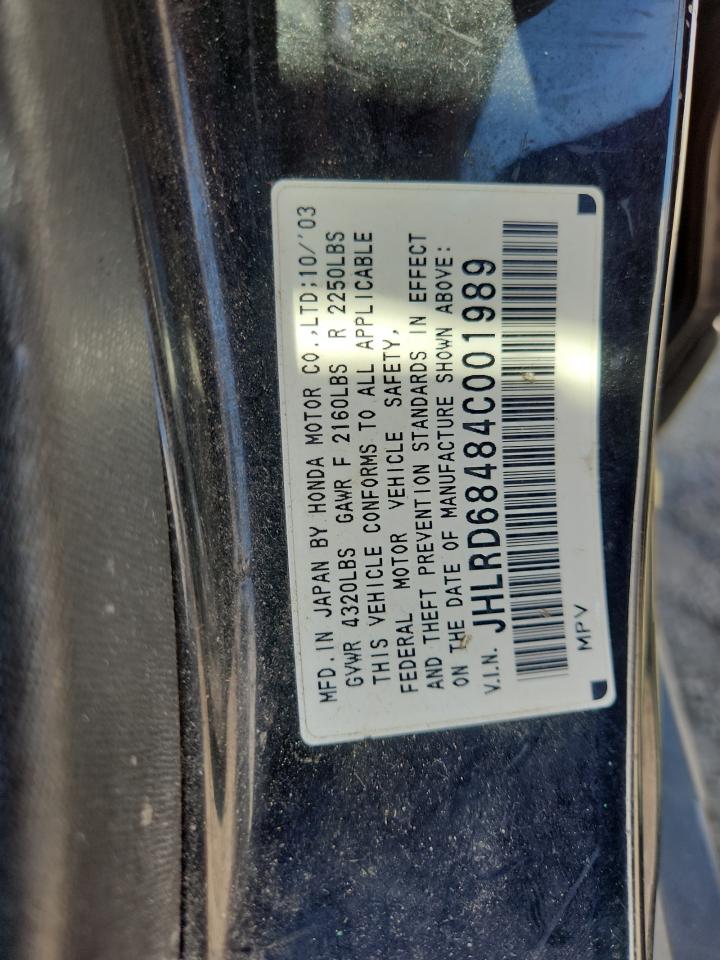 MFD.IN JAPAN BY HONDA MOTOR CO.,LTD;10/'03
GVWR 4320LBS GAWR F 2160LBS R 2250LBS
THIS VEHICLE CONFORMS TO ALL APPLICABLE
FEDERAL MOTOR VEHICLE SAFETY,
AND THEFT PREVENTION STANDARDS IN EFFECT
ON THE DATE OF MANUFACTURE SHOWN ABOVE:
V.I.N. JHLRD68484C001989
MPV